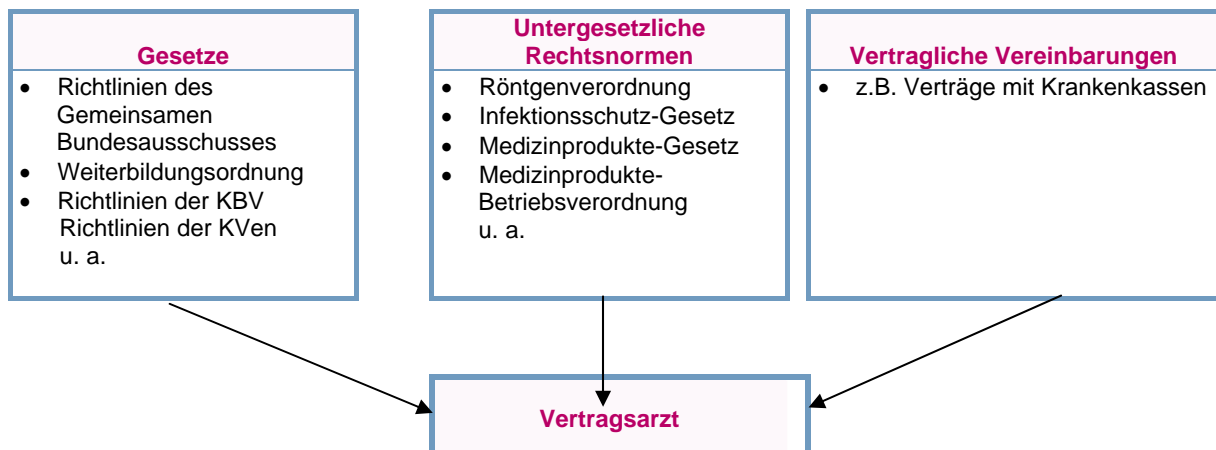 Gesetze
• Richtlinien des
Gemeinsamen
Bundesausschusses
• Weiterbildungsordnung
• Richtlinien der KBV
Richtlinien der KVen
u. a.
Untergesetzliche
Rechtsnormen
• Röntgenverordnung
• Infektionsschutz-Gesetz
• Medizinprodukte-Gesetz
• Medizinprodukte-
Betriebsverordnung
u. a.
Vertragliche Vereinbarungen
• z.B. Verträge mit Krankenkassen
Vertragsarzt